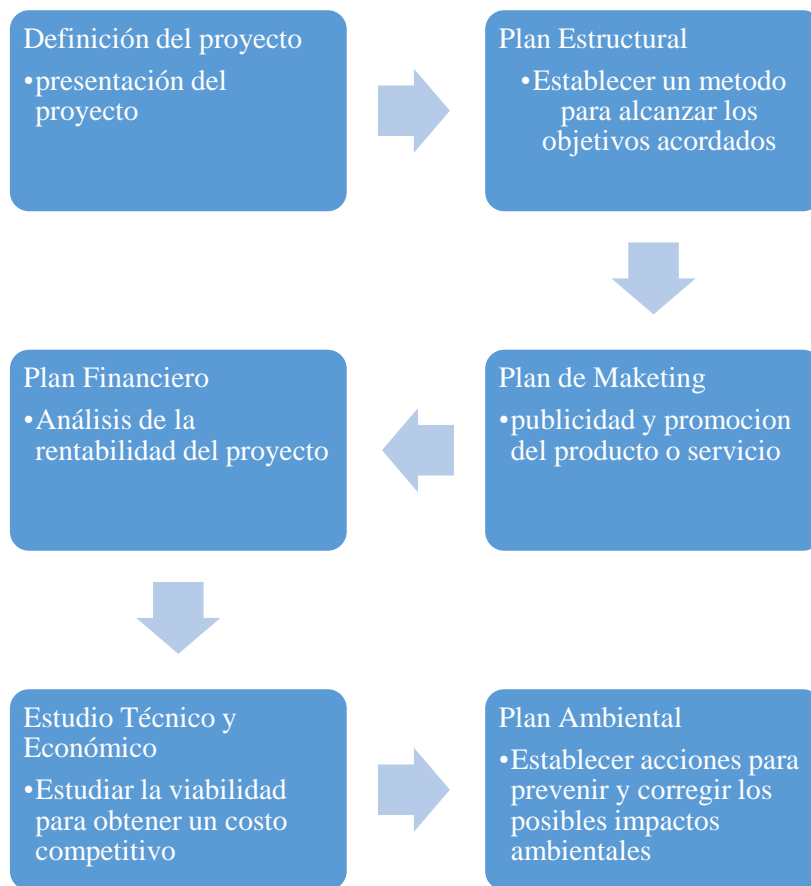 Definición del proyecto
•presentación del
proyecto
Plan Estructural
•Establecer un metodo
para alcanzar los
objetivos acordados
Plan de Maketing
•publicidad y promocion
del producto o servicio
Plan Financiero
•Análisis de la
rentabilidad del proyecto
Estudio Técnico y
Económico
•Estudiar la viabilidad
para obtener un costo
competitivo
Plan Ambiental
•Establecer acciones para
prevenir y corregir los
posibles impactos
ambientales